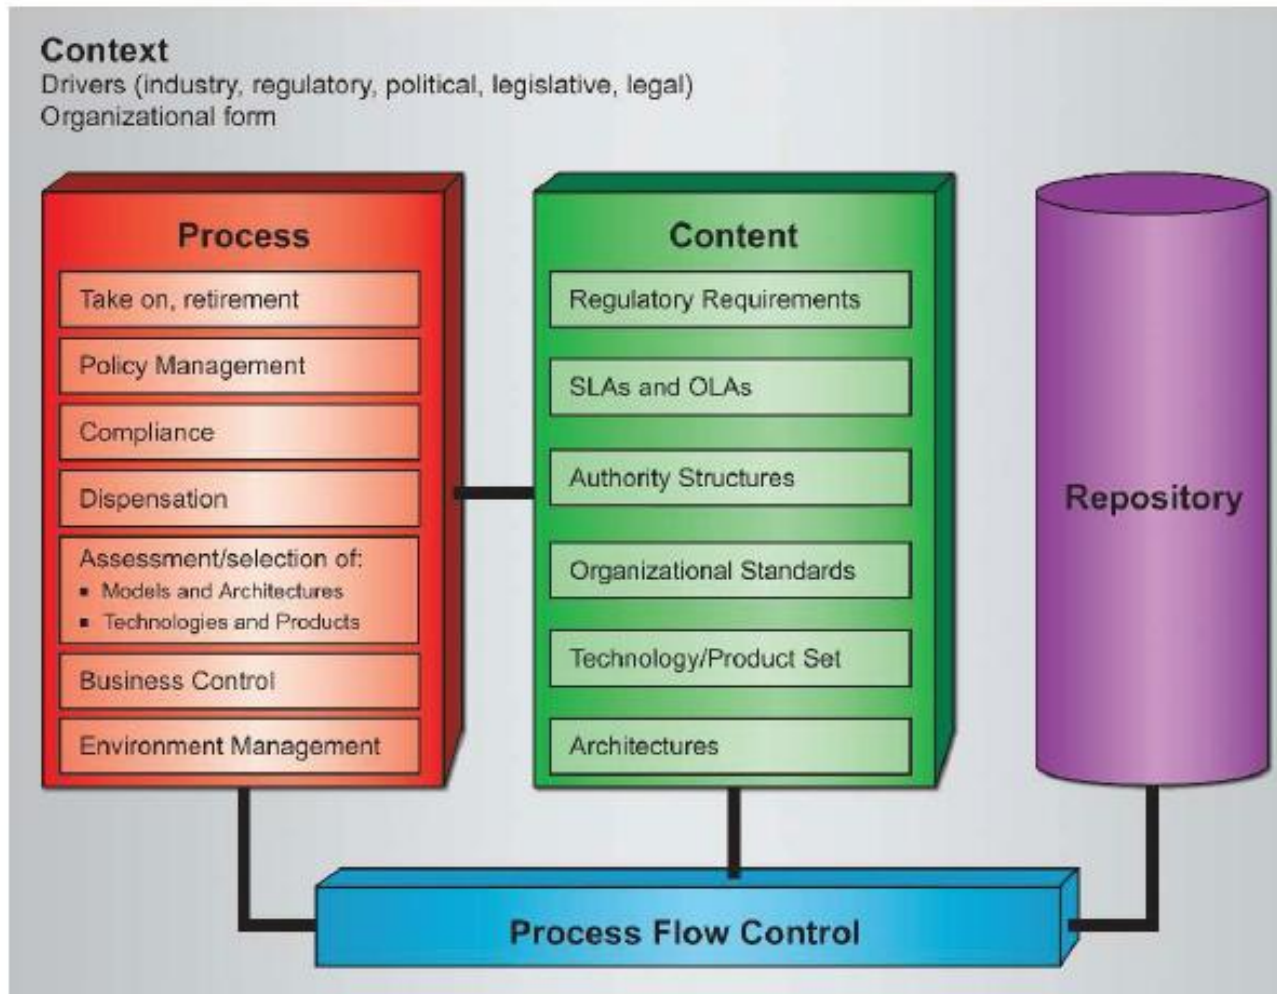 Context
Drivers (industry, regulatory, political, legislative, legal)
Organizational form
Process
Take on, retirement
Policy Management
Compliance
Dispensation
Assessment/selection of:
▪ Models and Architectures
▪ Technologies and Products
Business Control
Environment Management
Content
Regulatory Requirements
SLAs and OLAs
Authority Structures
Organizational Standards
Technology/Product Set
Architectures
Repository
Process Flow Control